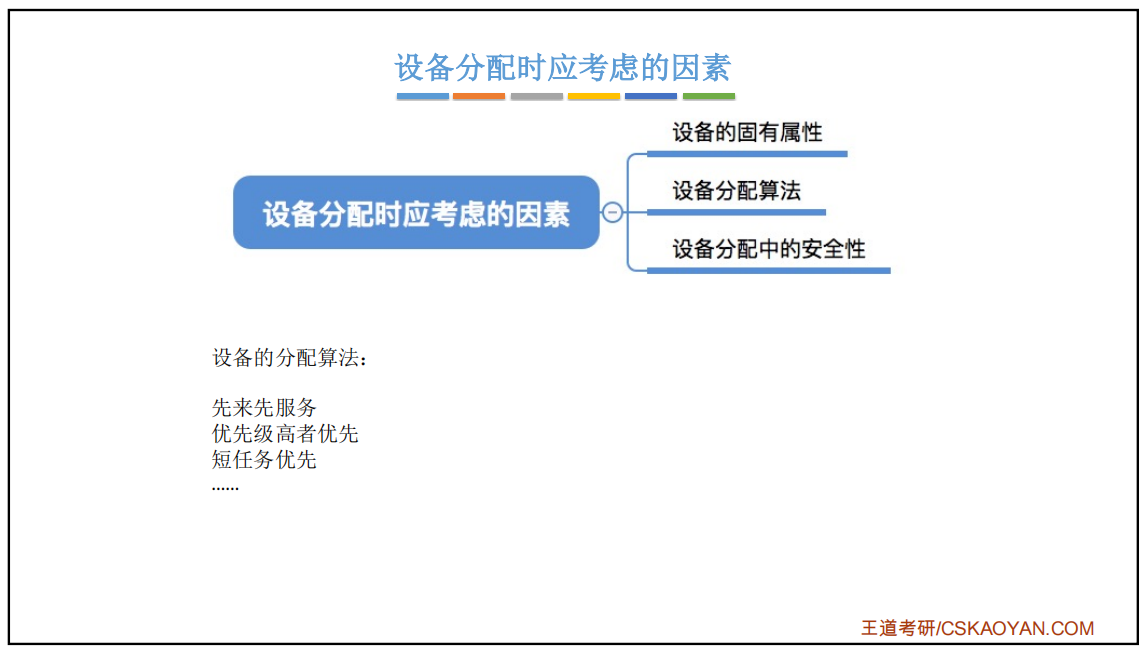 设备分配时应考虑的因素
设备分配时应考虑的因素
设备的固有属性
设备分配算法
设备分配中的安全性
设备的分配算法：
先来先服务
优先级高者优先
短任务优先
……
王道考研/CSKAOYAN.COM